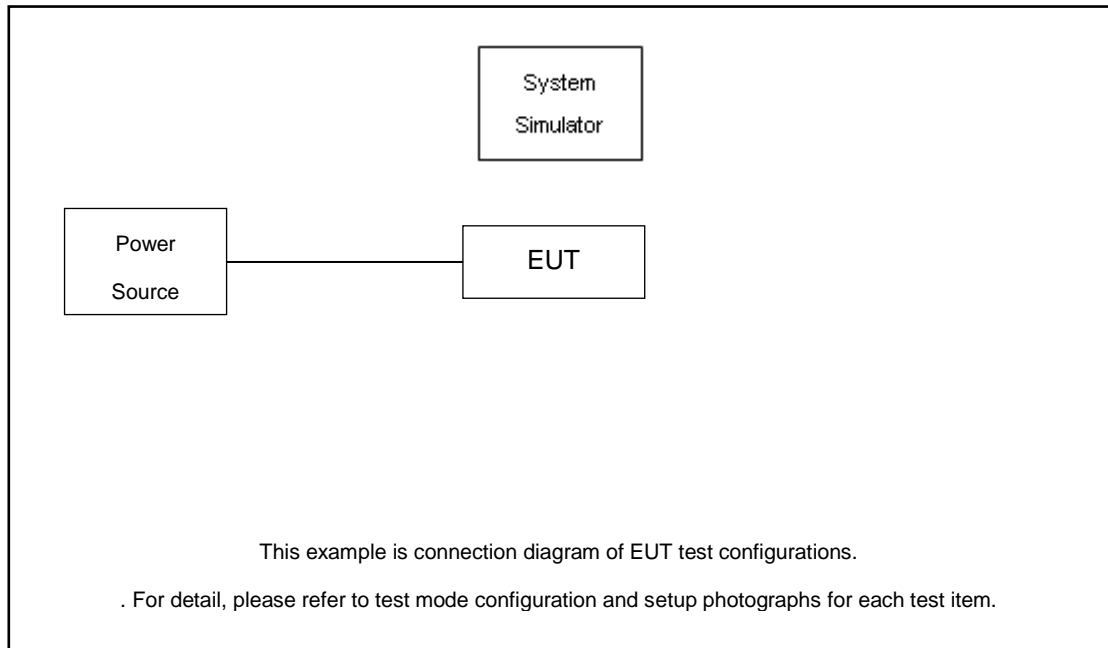 System
Simulator
Power
Source
EUT
This example is connection diagram of EUT test configurations.
. For detail, please refer to test mode configuration and setup photographs for each test item.